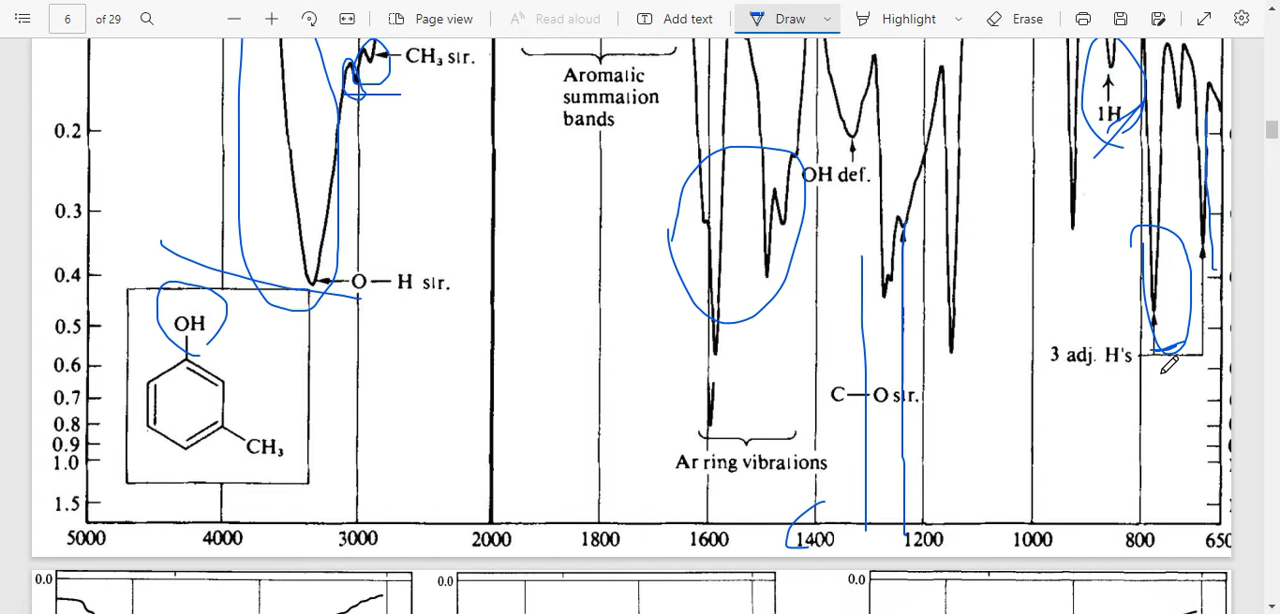 6 of 29
Page view
Read aloud
Add text
Draw
Highlight
Erase
CH3 str.
Aromatic
summation
bands
1H
OH def.
O—H str.
OH
CH3
C—O str.
3 adj. H's
Ar ring vibrations
0.2
0.3
0.4
0.5
0.6
0.7
0.8
0.9
1.0
1.5
5000 4000 3000 2000 1800 1600 1400 1200 1000 800 650
0.0 0.0 0.0